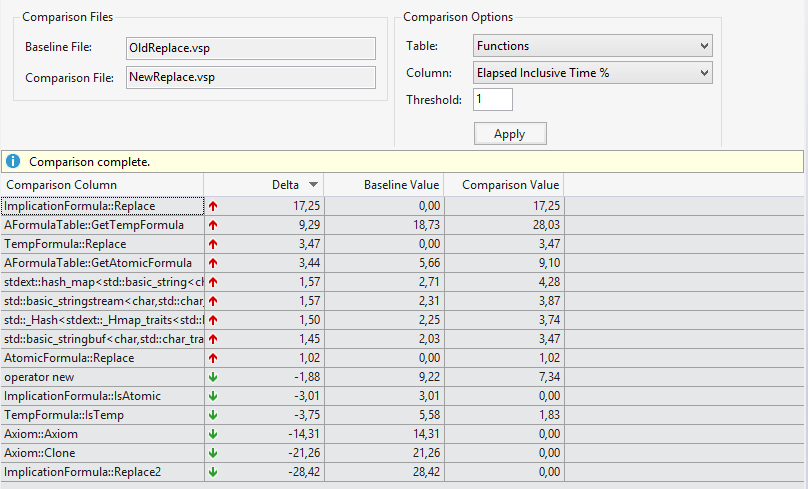 Comparison Files
Baseline File: OldReplace.vsp
Comparison File: NewReplace.vsp
Comparison Options
Table: Functions
Column: Elapsed Inclusive Time %
Threshold: 1
Apply
Comparison complete.
Comparison Column Delta Baseline Value Comparison Value
ImplicationFormula::Replace 17,25 0,00 17,25
AFormulaTable::GetTempFormula 9,29 18,73 28,03
TempFormula::Replace 3,47 0,00 3,47
AFormulaTable::GetAtomicFormula 3,44 5,66 9,10
stdext::hash_map<std::basic_string<ch 1,57 2,71 4,28
std::basic_stringstream<char,std::char_ 1,57 2,31 3,87
std::_Hash<stdext::_Hmap_traits<std::l 1,50 2,25 3,74
std::basic_stringbuf<char,std::char_tra 1,45 2,03 3,47
AtomicFormula::Replace 1,02 0,00 1,02
operator new -1,88 9,22 7,34
ImplicationFormula::IsAtomic -3,01 3,01 0,00
TempFormula::IsTemp -3,75 5,58 1,83
Axiom::Axiom -14,31 14,31 0,00
Axiom::Clone -21,26 21,26 0,00
ImplicationFormula::Replace2 -28,42 28,42 0,00